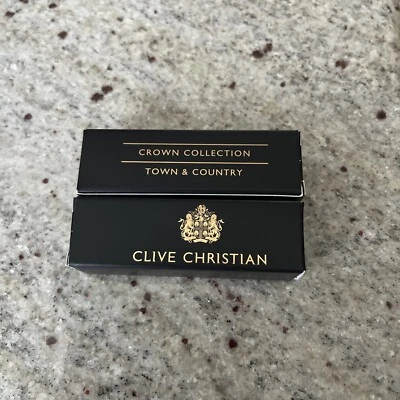 CROWN COLLECTION
TOWN & COUNTRY
CLIVE CHRISTIAN